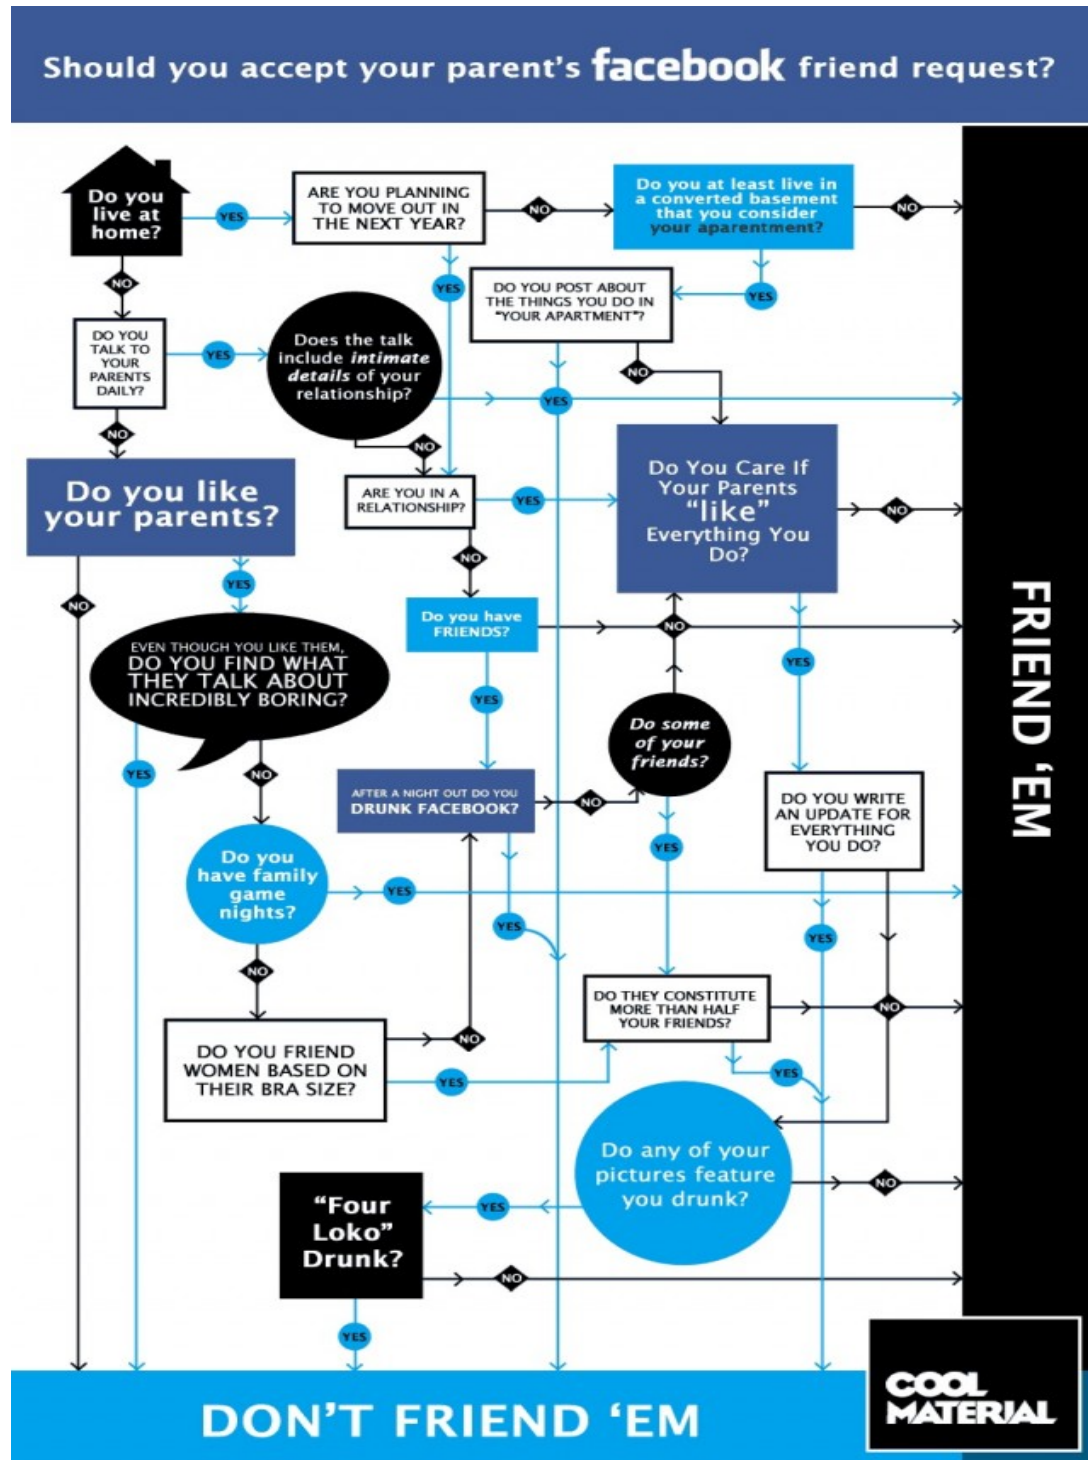 Should you accept your parent's facebook friend request?
Do you
live at
home?
YES
ARE YOU PLANNING
TO MOVE OUT IN
THE NEXT YEAR?
NO
Do you at least live in
a converted basement
that you consider
your aparentment?
NO
NO
YES
YES
DO YOU POST ABOUT
THE THINGS YOU DO IN
"YOUR APARTMENT"?
NO
YES
DO YOU
TALK TO
YOUR
PARENTS
DAILY?
YES
Does the talk
include intimate
details of your
relationship?
NO
NO
Do you like
your parents?
ARE YOU IN A
RELATIONSHIP?
YES
Do You Care If
Your Parents
"like"
Everything You
Do?
NO
NO
YES
NO
Do you have
FRIENDS?
NO
YES
YES
EVEN THOUGH YOU LIKE THEM,
DO YOU FIND WHAT
THEY TALK ABOUT
INCREDIBLY BORING?
YES
NO
Do some
of your
friends?
AFTER A NIGHT OUT DO YOU
DRUNK FACEBOOK?
NO
DO YOU WRITE
AN UPDATE FOR
EVERYTHING
YOU DO?
YES
Do you
have family
game
nights?
YES
YES
YES
NO
DO THEY CONSTITUTE
MORE THAN HALF
YOUR FRIENDS?
NO
DO YOU FRIEND
WOMEN BASED ON
THEIR BRA SIZE?
NO
YES
YES
Do any of your
pictures feature
you drunk?
NO
YES
"Four
Loko"
Drunk?
NO
YES
FRIEND 'EM
DON'T FRIEND 'EM
COOL
MATERIAL